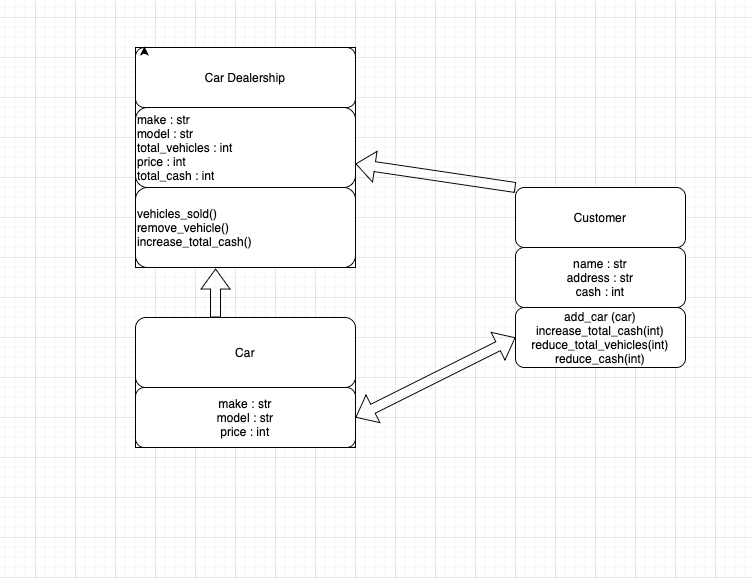 Car Dealership
make : str
model : str
total_vehicles : int
price : int
total_cash : int
vehicles_sold()
remove_vehicle()
increase_total_cash()
Customer
name : str
address : str
cash : int
add_car (car)
increase_total_cash(int)
reduce_total_vehicles(int)
reduce_cash(int)
Car
make : str
model : str
price : int